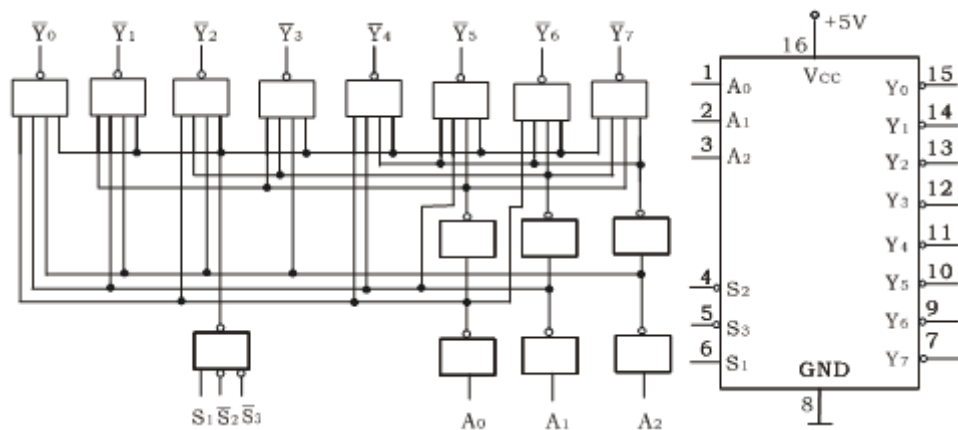 Y̅₀ Y̅₁ Y̅₂ Y̅₃ Y̅₄ Y̅₅ Y̅₆ Y̅₇
S₁ S̅₂ S̅₃
A₀ A₁ A₂
+5V
16
Vcc
1 A₀ Y₀ 15
2 A₁ Y₁ 14
3 A₂ Y₂ 13
Y₃ 12
Y₄ 11
4 S₂ Y₅ 10
5 S₃ Y₆ 9
6 S₁ Y₇ 7
GND
8